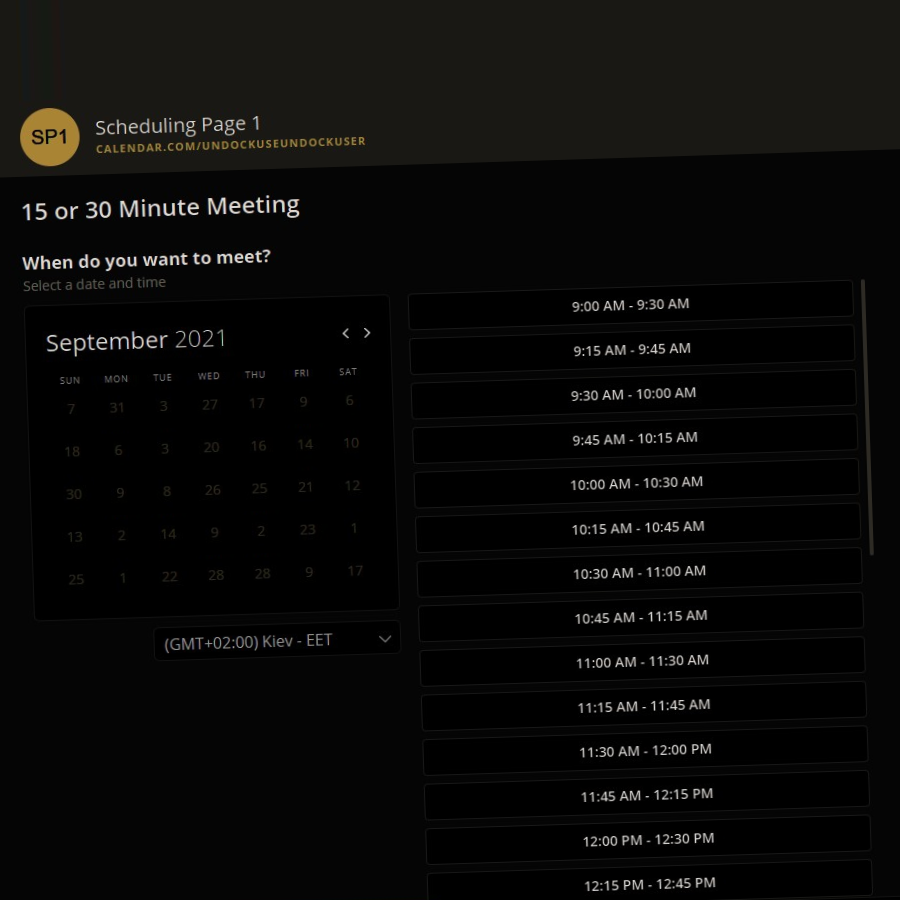 SP1
Scheduling Page 1
CALENDAR.COM/UNDOCKUSEUNDOCKUSER
15 or 30 Minute Meeting
When do you want to meet?
Select a date and time
September 2021
SUN MON TUE WED THU FRI SAT
7 31 3 27 17 9 6
18 6 3 20 16 14 10
30 9 8 26 25 21 12
13 2 14 9 2 23 1
25 1 22 28 28 9 17
(GMT+02:00) Kiev - EET
9:00 AM - 9:30 AM
9:15 AM - 9:45 AM
9:30 AM - 10:00 AM
9:45 AM - 10:15 AM
10:00 AM - 10:30 AM
10:15 AM - 10:45 AM
10:30 AM - 11:00 AM
10:45 AM - 11:15 AM
11:00 AM - 11:30 AM
11:15 AM - 11:45 AM
11:30 AM - 12:00 PM
11:45 AM - 12:15 PM
12:00 PM - 12:30 PM
12:15 PM - 12:45 PM